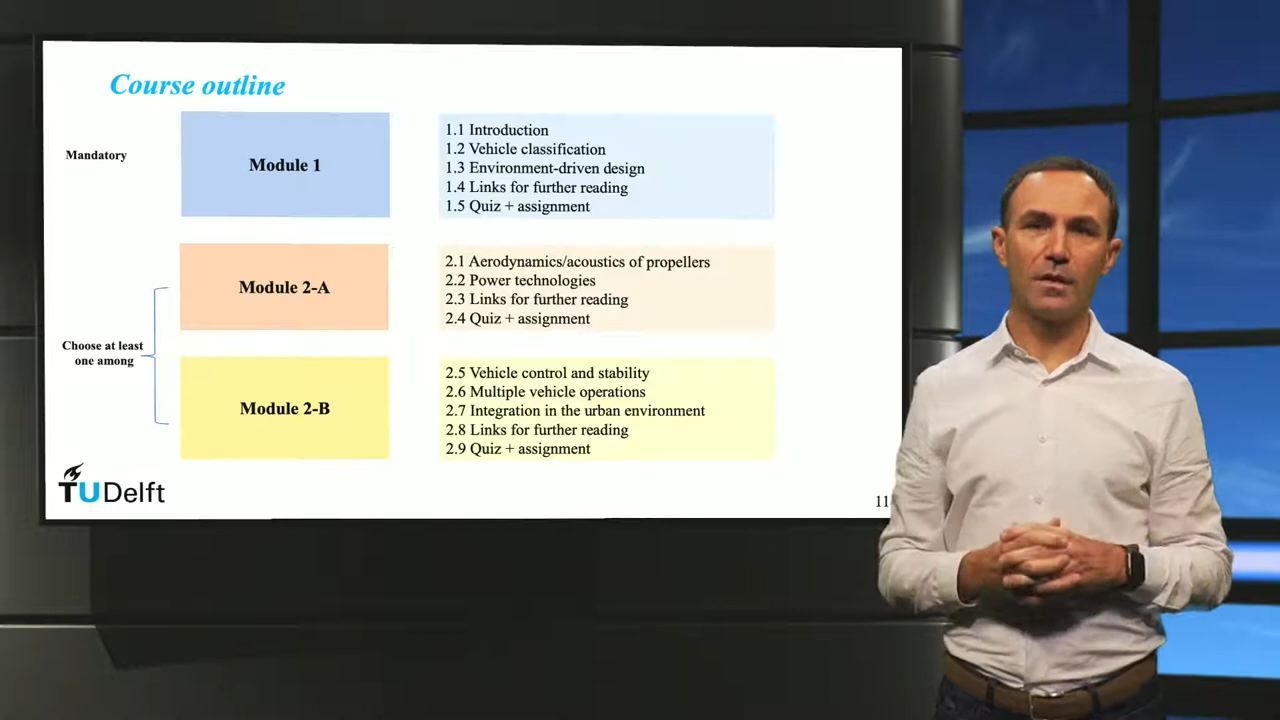 Course outline
Mandatory
Module 1
1.1 Introduction
1.2 Vehicle classification
1.3 Environment-driven design
1.4 Links for further reading
1.5 Quiz + assignment
Choose at least
one among
Module 2-A
2.1 Aerodynamics/acoustics of propellers
2.2 Power technologies
2.3 Links for further reading
2.4 Quiz + assignment
Module 2-B
2.5 Vehicle control and stability
2.6 Multiple vehicle operations
2.7 Integration in the urban environment
2.8 Links for further reading
2.9 Quiz + assignment
TUDelft
11